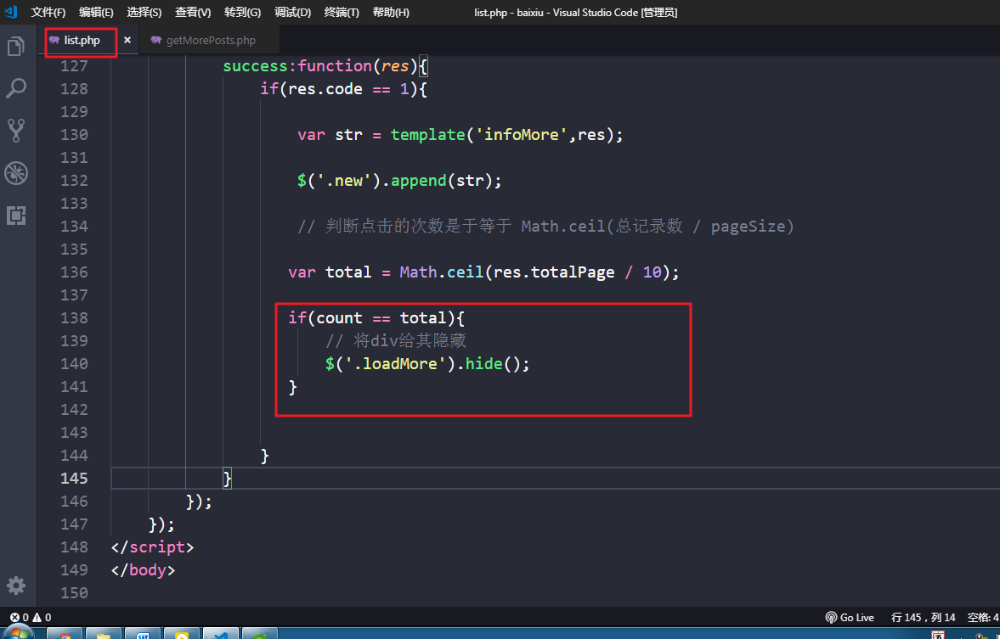 文件(F) 编辑(E) 选择(S) 查看(V) 转到(G) 调试(D) 终端(T) 帮助(H) list.php - baixiu - Visual Studio Code [管理员]
list.php × getMorePosts.php
127 success:function(res){
128 if(res.code == 1){
129
130 var str = template('infoMore',res);
131
132 $('.new').append(str);
133
134 // 判断点击的次数是于等于 Math.ceil(总记录数 / pageSize)
135
136 var total = Math.ceil(res.totalPage / 10);
137
138 if(count == total){
139 // 将div给其隐藏
140 $('.loadMore').hide();
141 }
142
143
144 }
145 }
146 });
147 });
148 </script>
149 </body>
150
0 0 Go Live 行 145，列 14 空格: 4